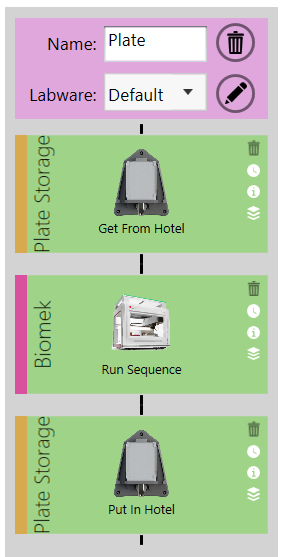 Name: Plate
Labware: Default
Plate Storage
Get From Hotel
Biomek
Run Sequence
Plate Storage
Put In Hotel